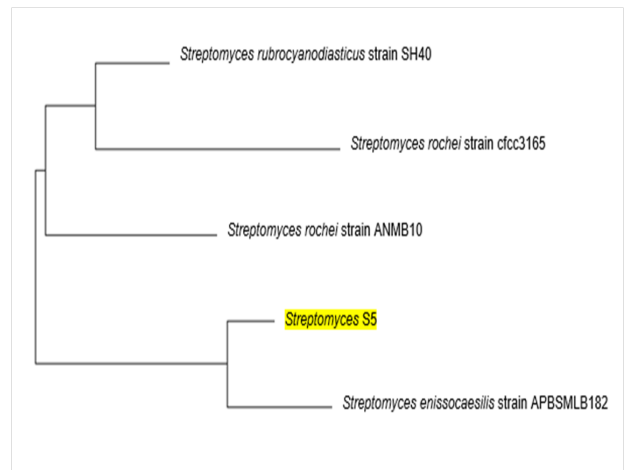 Streptomyces rubrocyanodiasticus strain SH40
Streptomyces rochei strain cfcc3165
Streptomyces rochei strain ANMB10
Streptomyces S5
Streptomyces enissocaesilis strain APBSMLB182